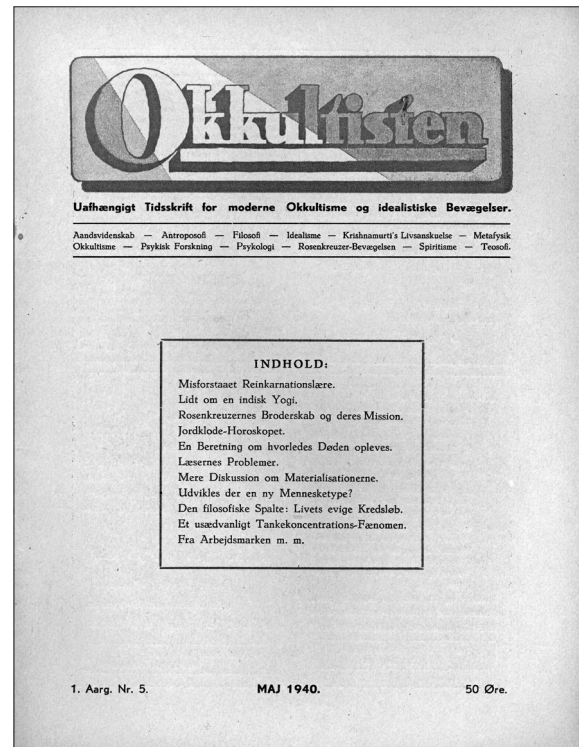 Okkultisten
Uafhængigt Tidsskrift for moderne Okkultisme og idealistiske Bevægelser.
Aandsvidenskab — Antroposofi — Filosofi — Idealisme — Krishnamurti's Livsanskuelse — Metafysik
Okkultisme — Psykisk Forskning — Psykologi — Rosenkreuzer-Bevægelsen — Spiritisme — Teosofi.
INDHOLD:
Misforstaaet Reinkarnationslære.
Lidt om en indisk Yogi.
Rosenkreuzernes Broderskab og deres Mission.
Jordklode-Horoskopet.
En Beretning om hvorledes Døden opleves.
Læsernes Problemer.
Mere Diskussion om Materialisationerne.
Udvikles der en ny Mennesketype?
Den filosofiske Spalte: Livets evige Kredsløb.
Et usædvanligt Tankekoncentrations-Fænomen.
Fra Arbejdsmarken m. m.
1. Aarg. Nr. 5. MAJ 1940. 50 Øre.